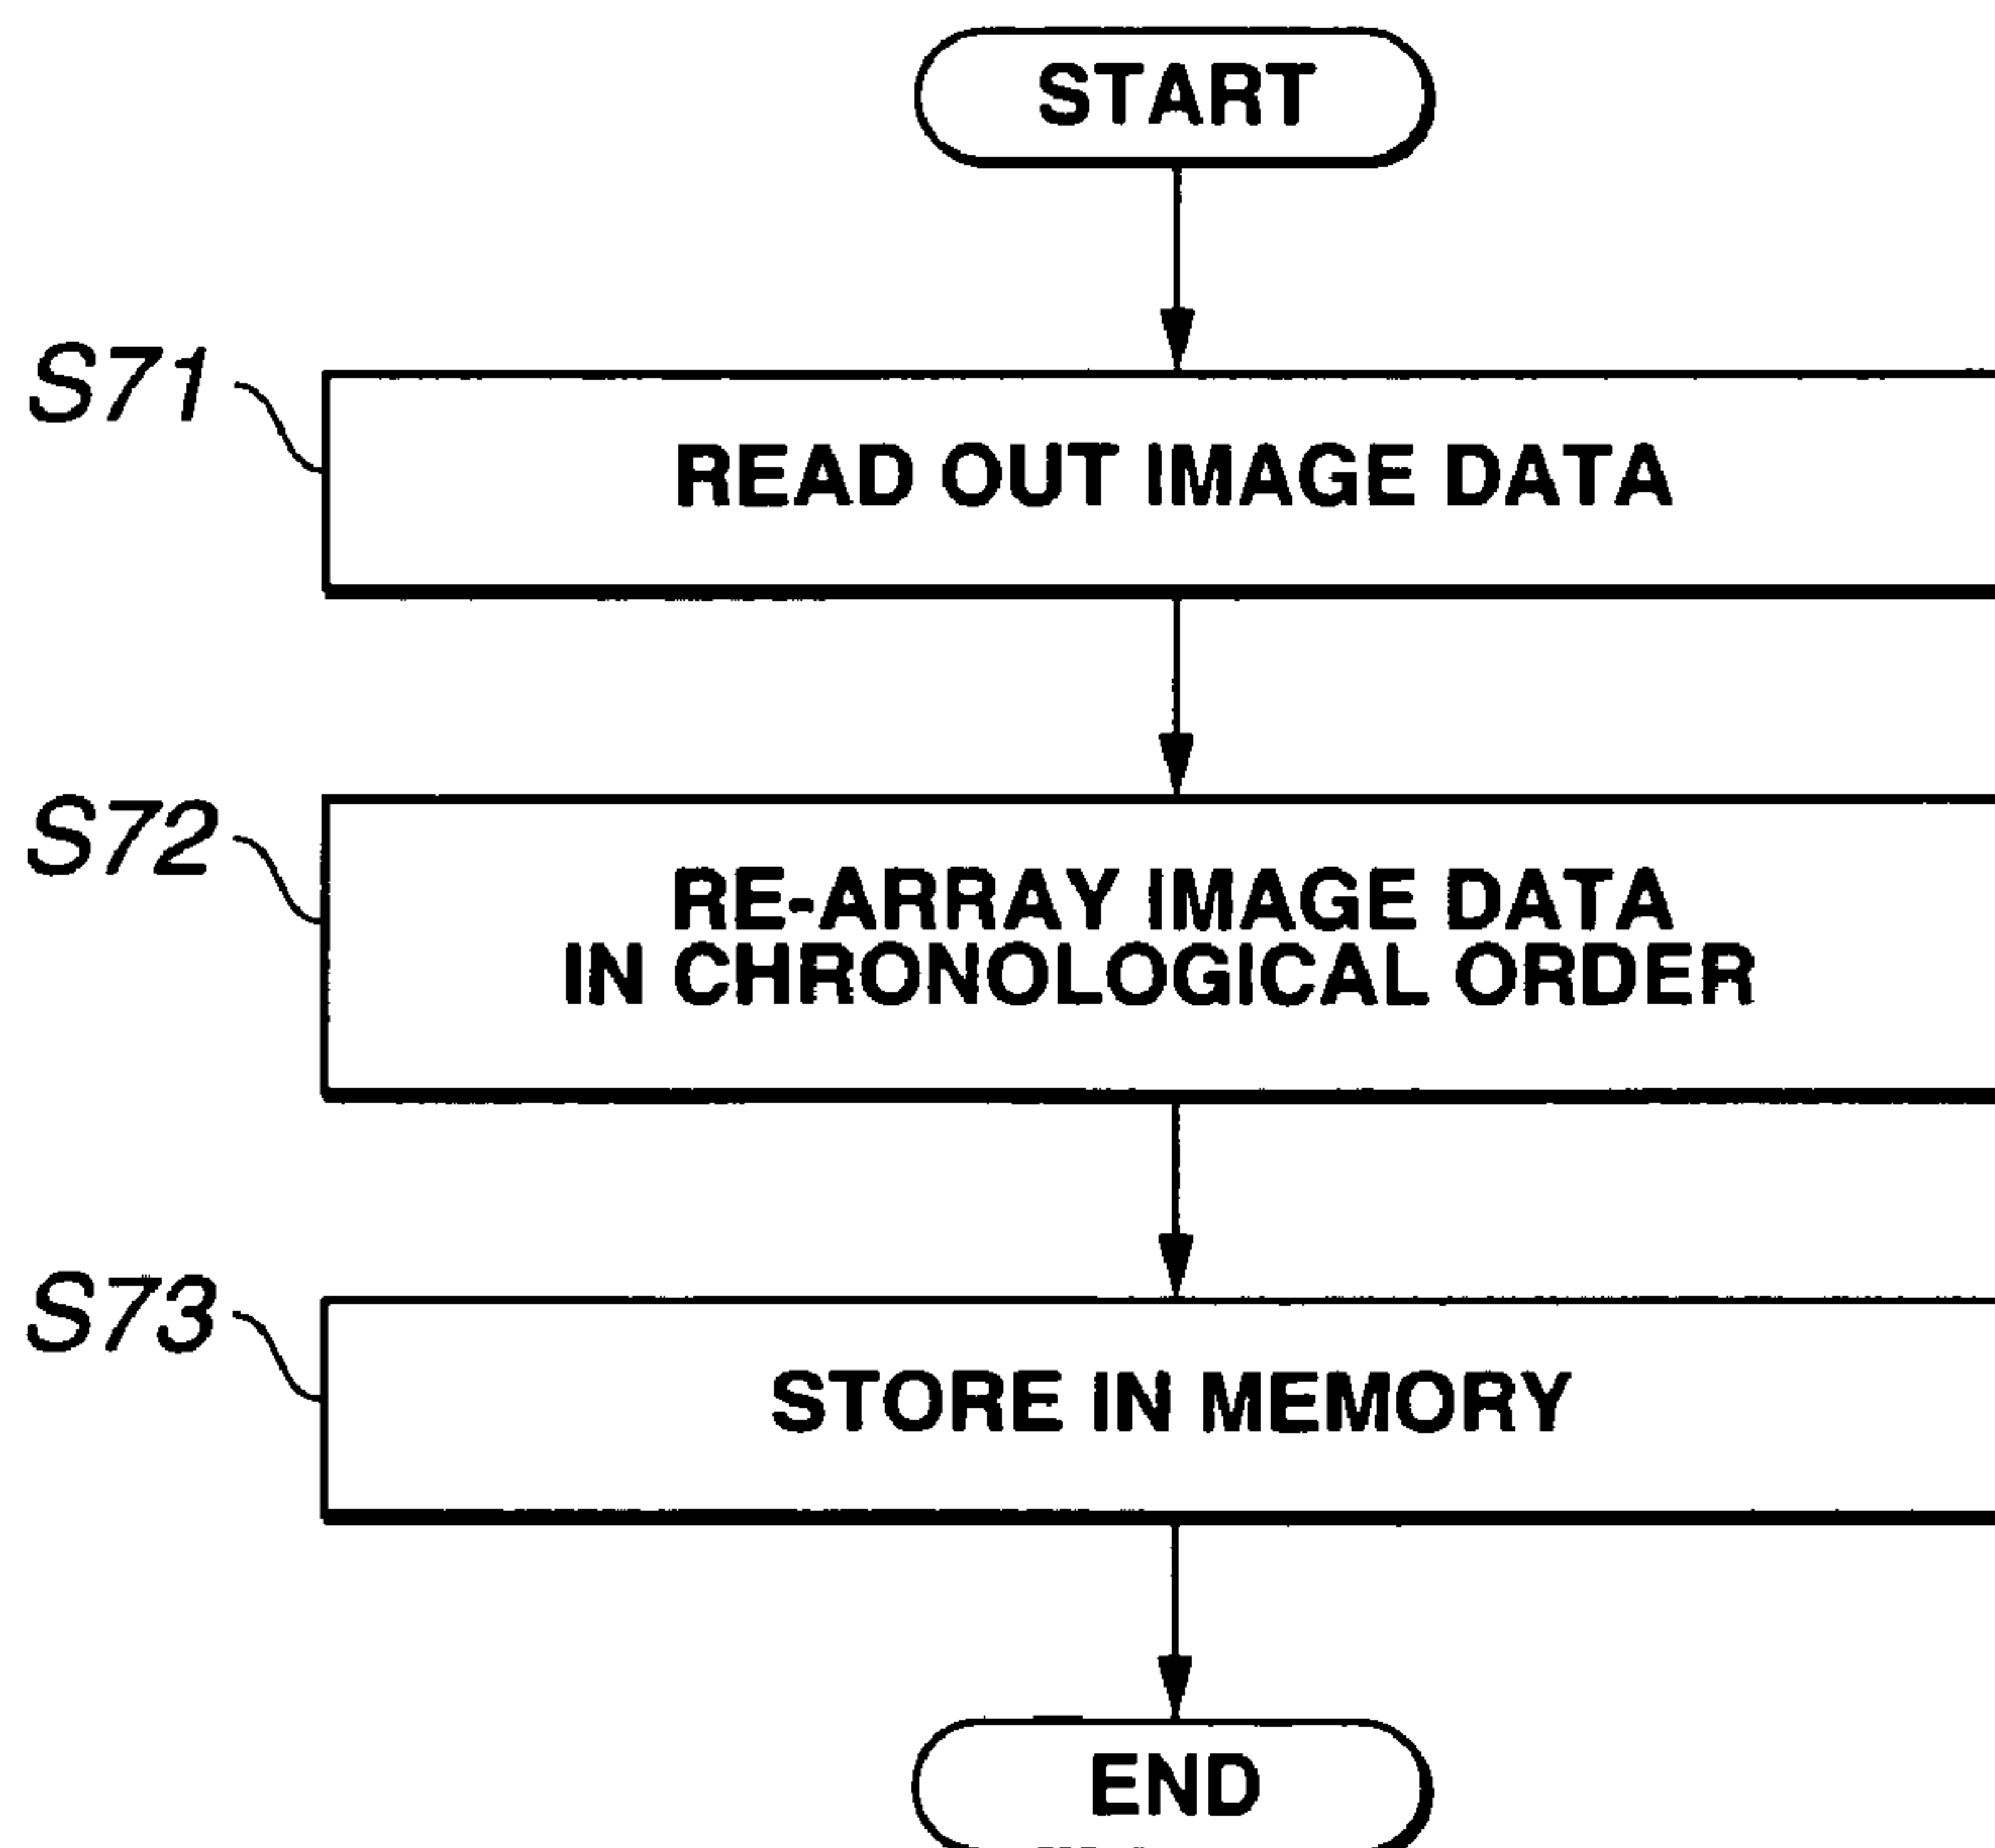 START
S71
READ OUT IMAGE DATA
S72
RE-ARRAY IMAGE DATA
IN CHRONOLOGICAL ORDER
S73
STORE IN MEMORY
END